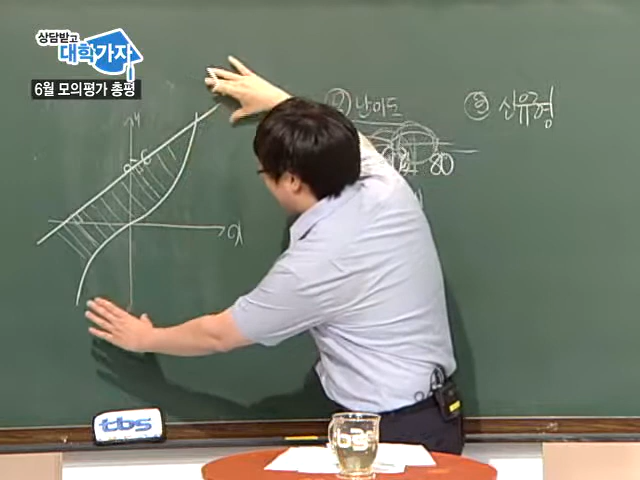 상담받고
대학가자
6월 모의평가 총평
② 난이도
80
③ 신유형
y
tbs